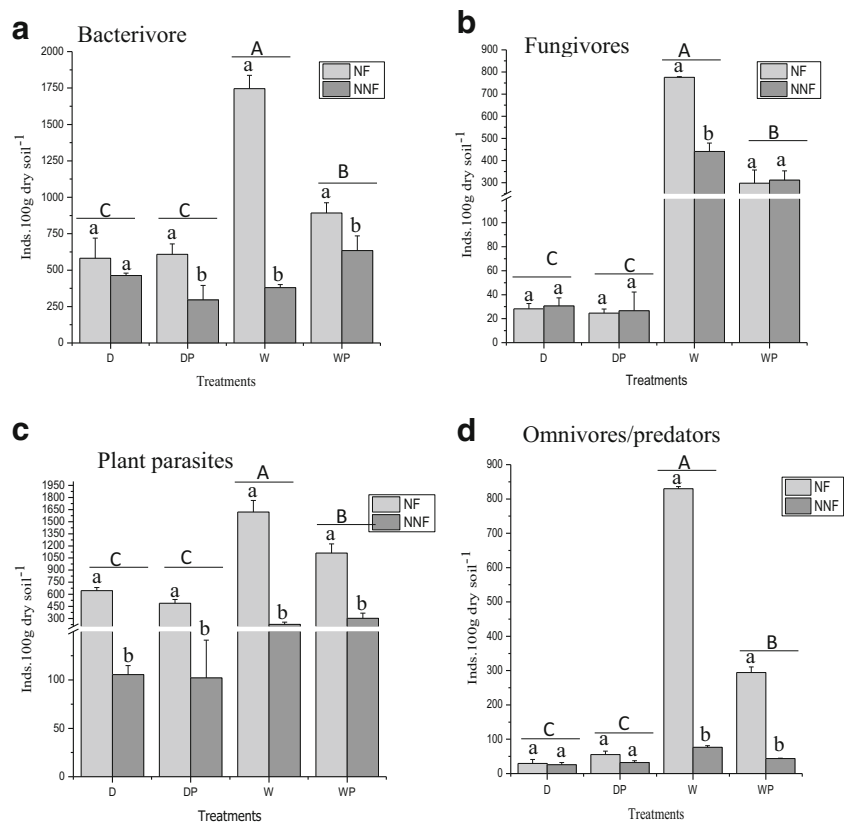 a
Bacterivore
Inds.100g dry soil⁻¹
2000
1750
1500
1250
1000
750
500
250
0
NF
NNF
C
C
A
B
a a
a b
a b
a b
D DP W WP
Treatments
b
Fungivores
Inds.100g dry soil⁻¹
900
800
700
600
500
400
300
80
60
40
20
0
NF
NNF
C
C
A
B
a a
a a
a b
a a
D DP W WP
Treatments
c
Plant parasites
Inds.100g dry soil⁻¹
1950
1800
1650
1500
1350
1200
1050
900
750
600
450
300
100
50
0
NF
NNF
C
C
A
B
a b
a b
a b
a b
D DP W WP
Treatments
d
Omnivores/predators
Inds.100g dry soil⁻¹
900
800
700
600
500
400
300
200
100
0
NF
NNF
C
C
A
B
a a
a a
a b
a b
D DP W WP
Treatments